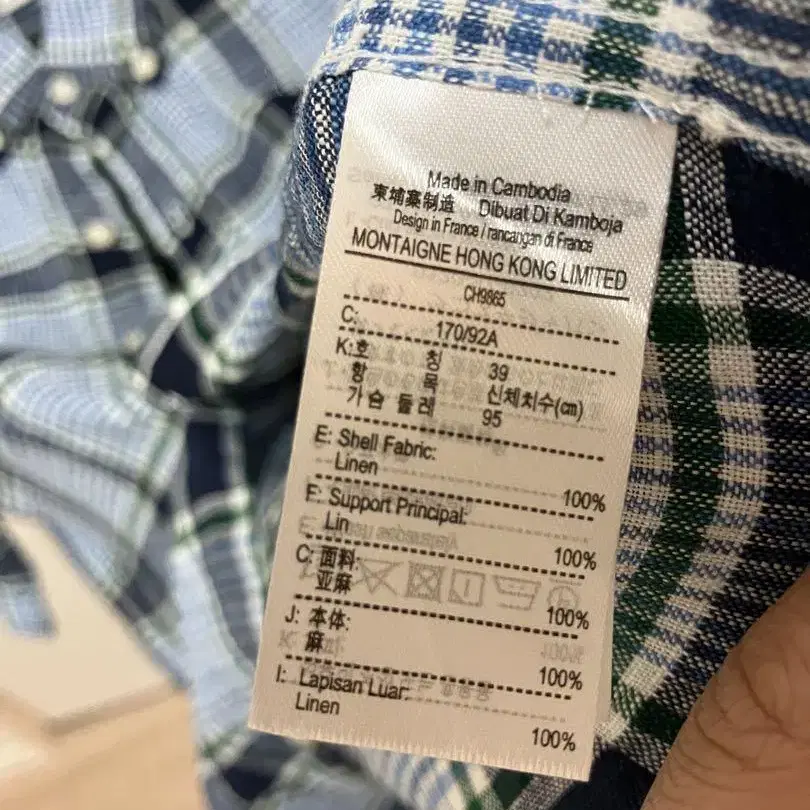 Made in Cambodia
柬埔寨制造 Dibuat Di Kamboja
Design in France / rancangan di France
MONTAIGNE HONG KONG LIMITED
CH9865
C: 170/92A
K:호 칭 39
항 목 신체치수(㎝)
가슴 둘레 95
E: Shell Fabric:
Linen 100%
F: Support Principal:
Lin 100%
C: 面料:
亚麻 100%
J: 本体:
麻 100%
I: Lapisan Luar:
Linen 100%